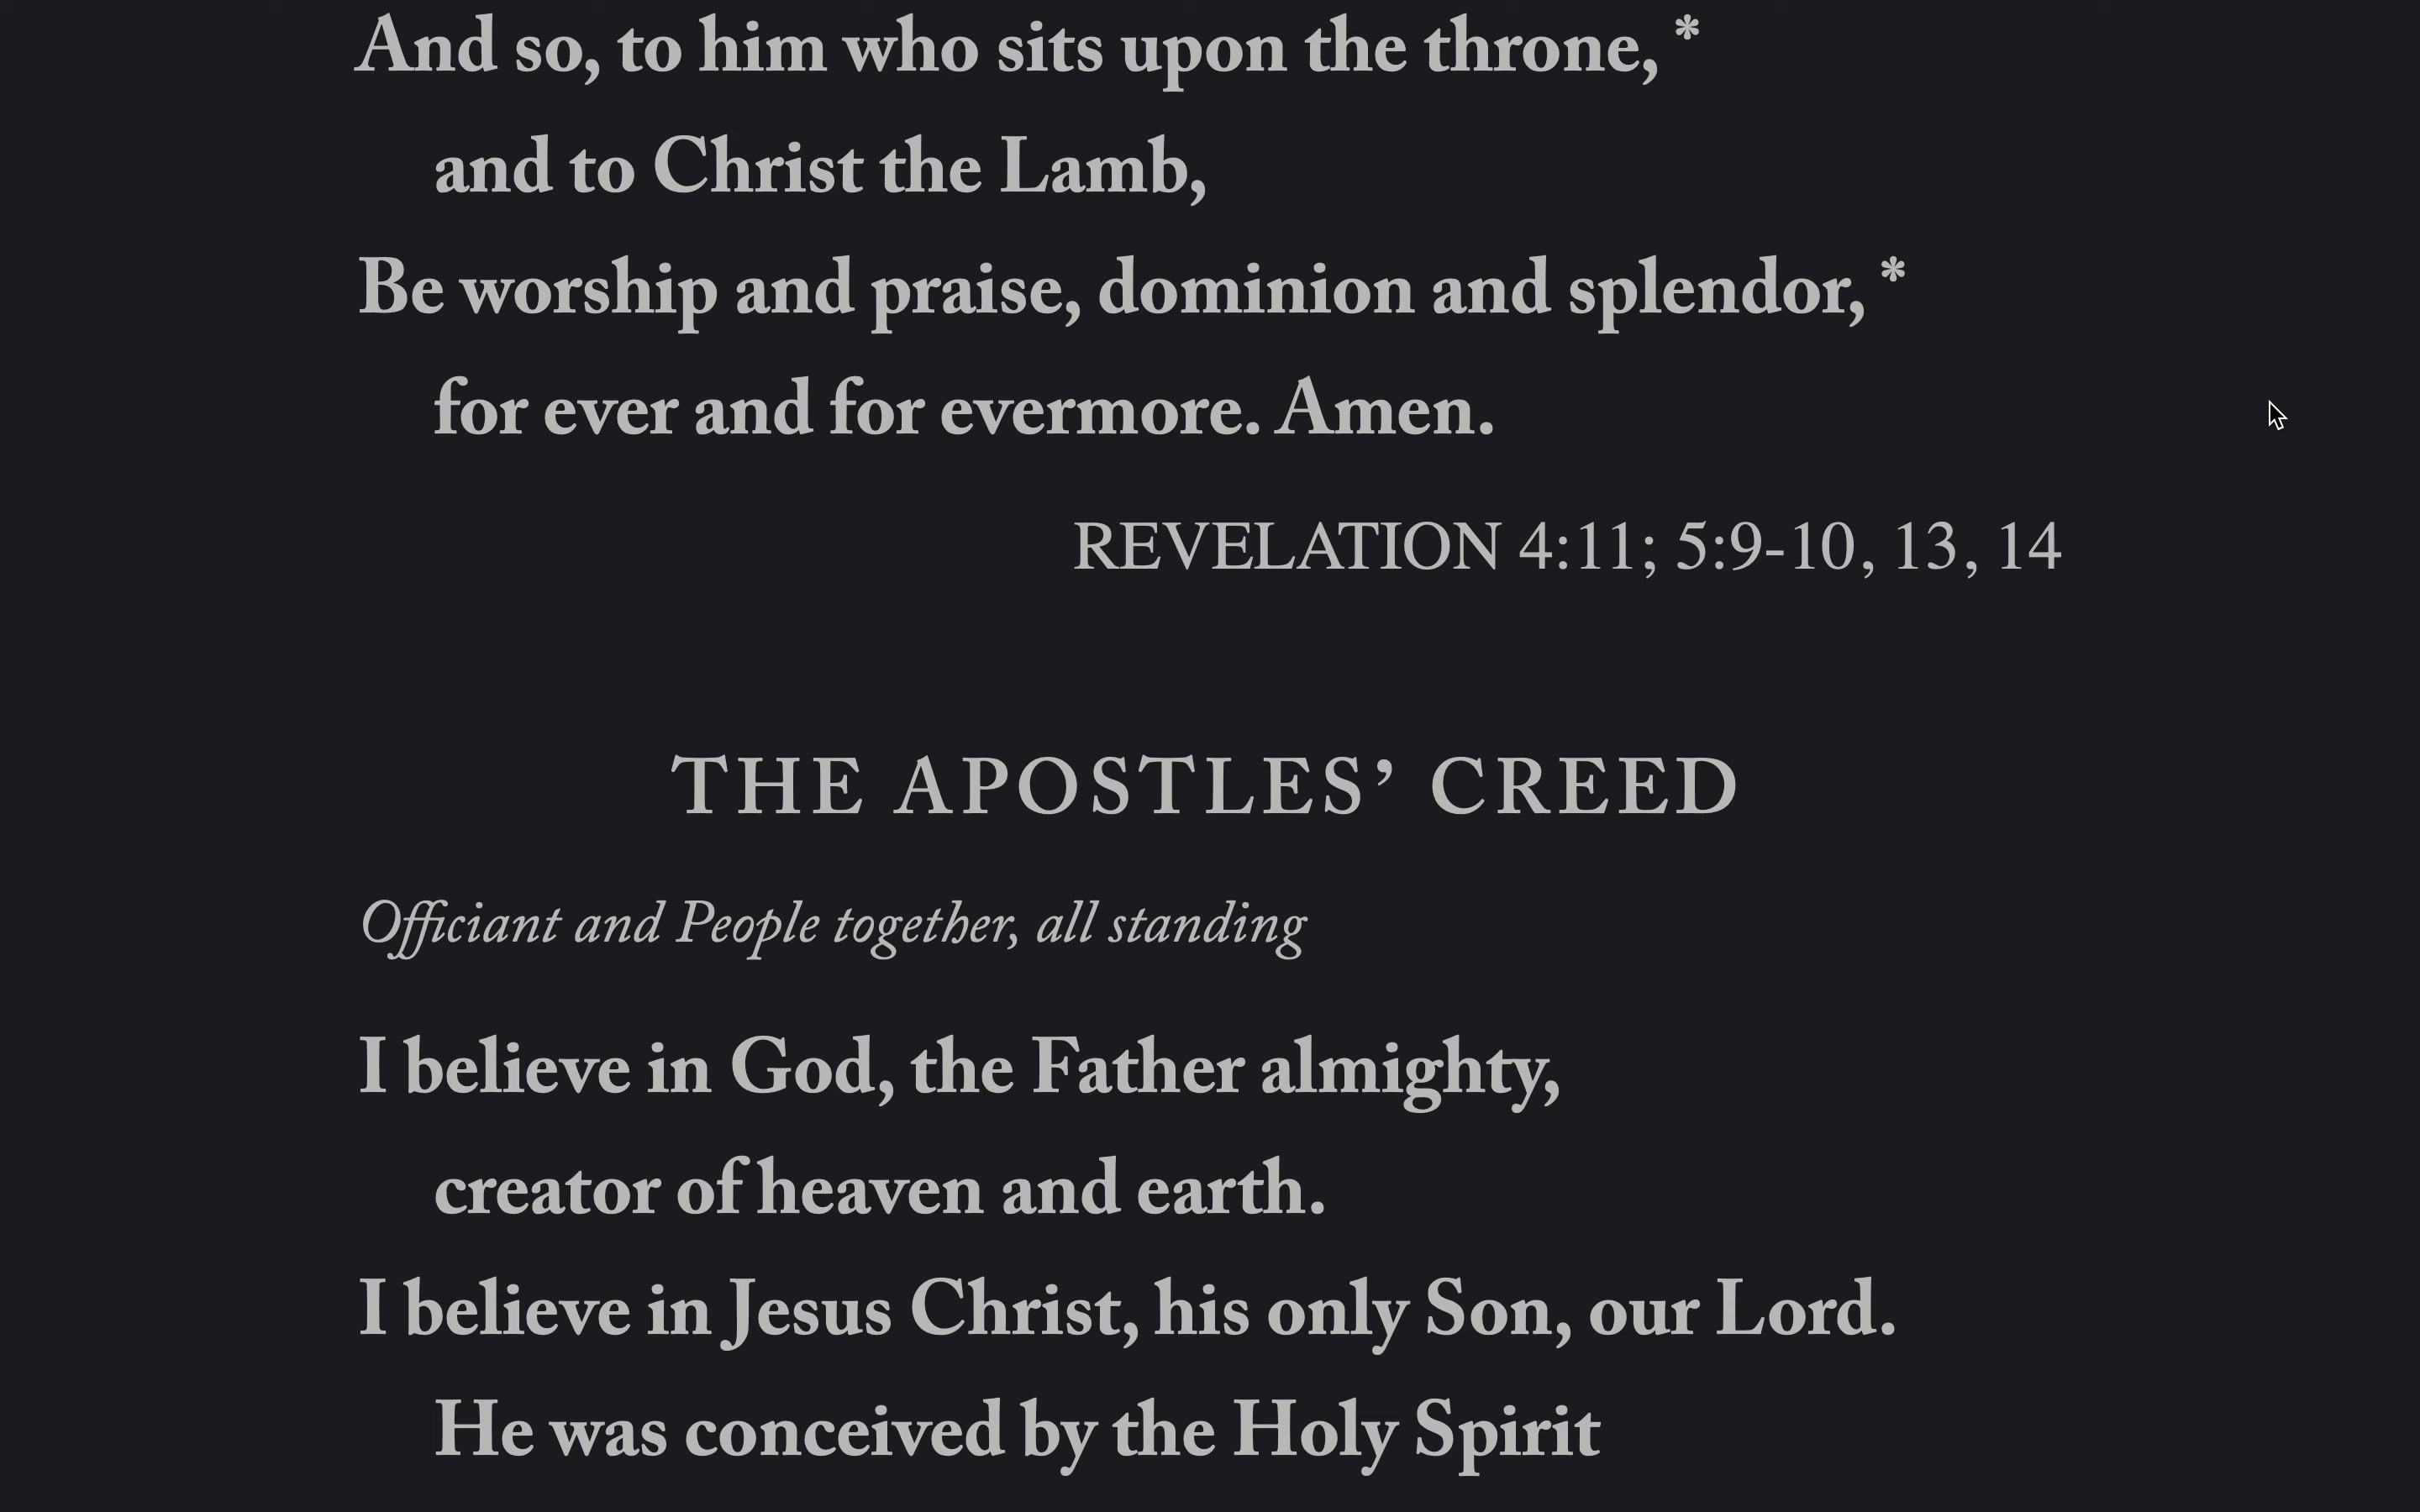 And so, to him who sits upon the throne,*
and to Christ the Lamb,
Be worship and praise, dominion and splendor,*
for ever and for evermore. Amen.
REVELATION 4:11; 5:9-10, 13, 14
THE APOSTLES’ CREED
Officiant and People together, all standing
I believe in God, the Father almighty,
creator of heaven and earth.
I believe in Jesus Christ, his only Son, our Lord.
He was conceived by the Holy Spirit